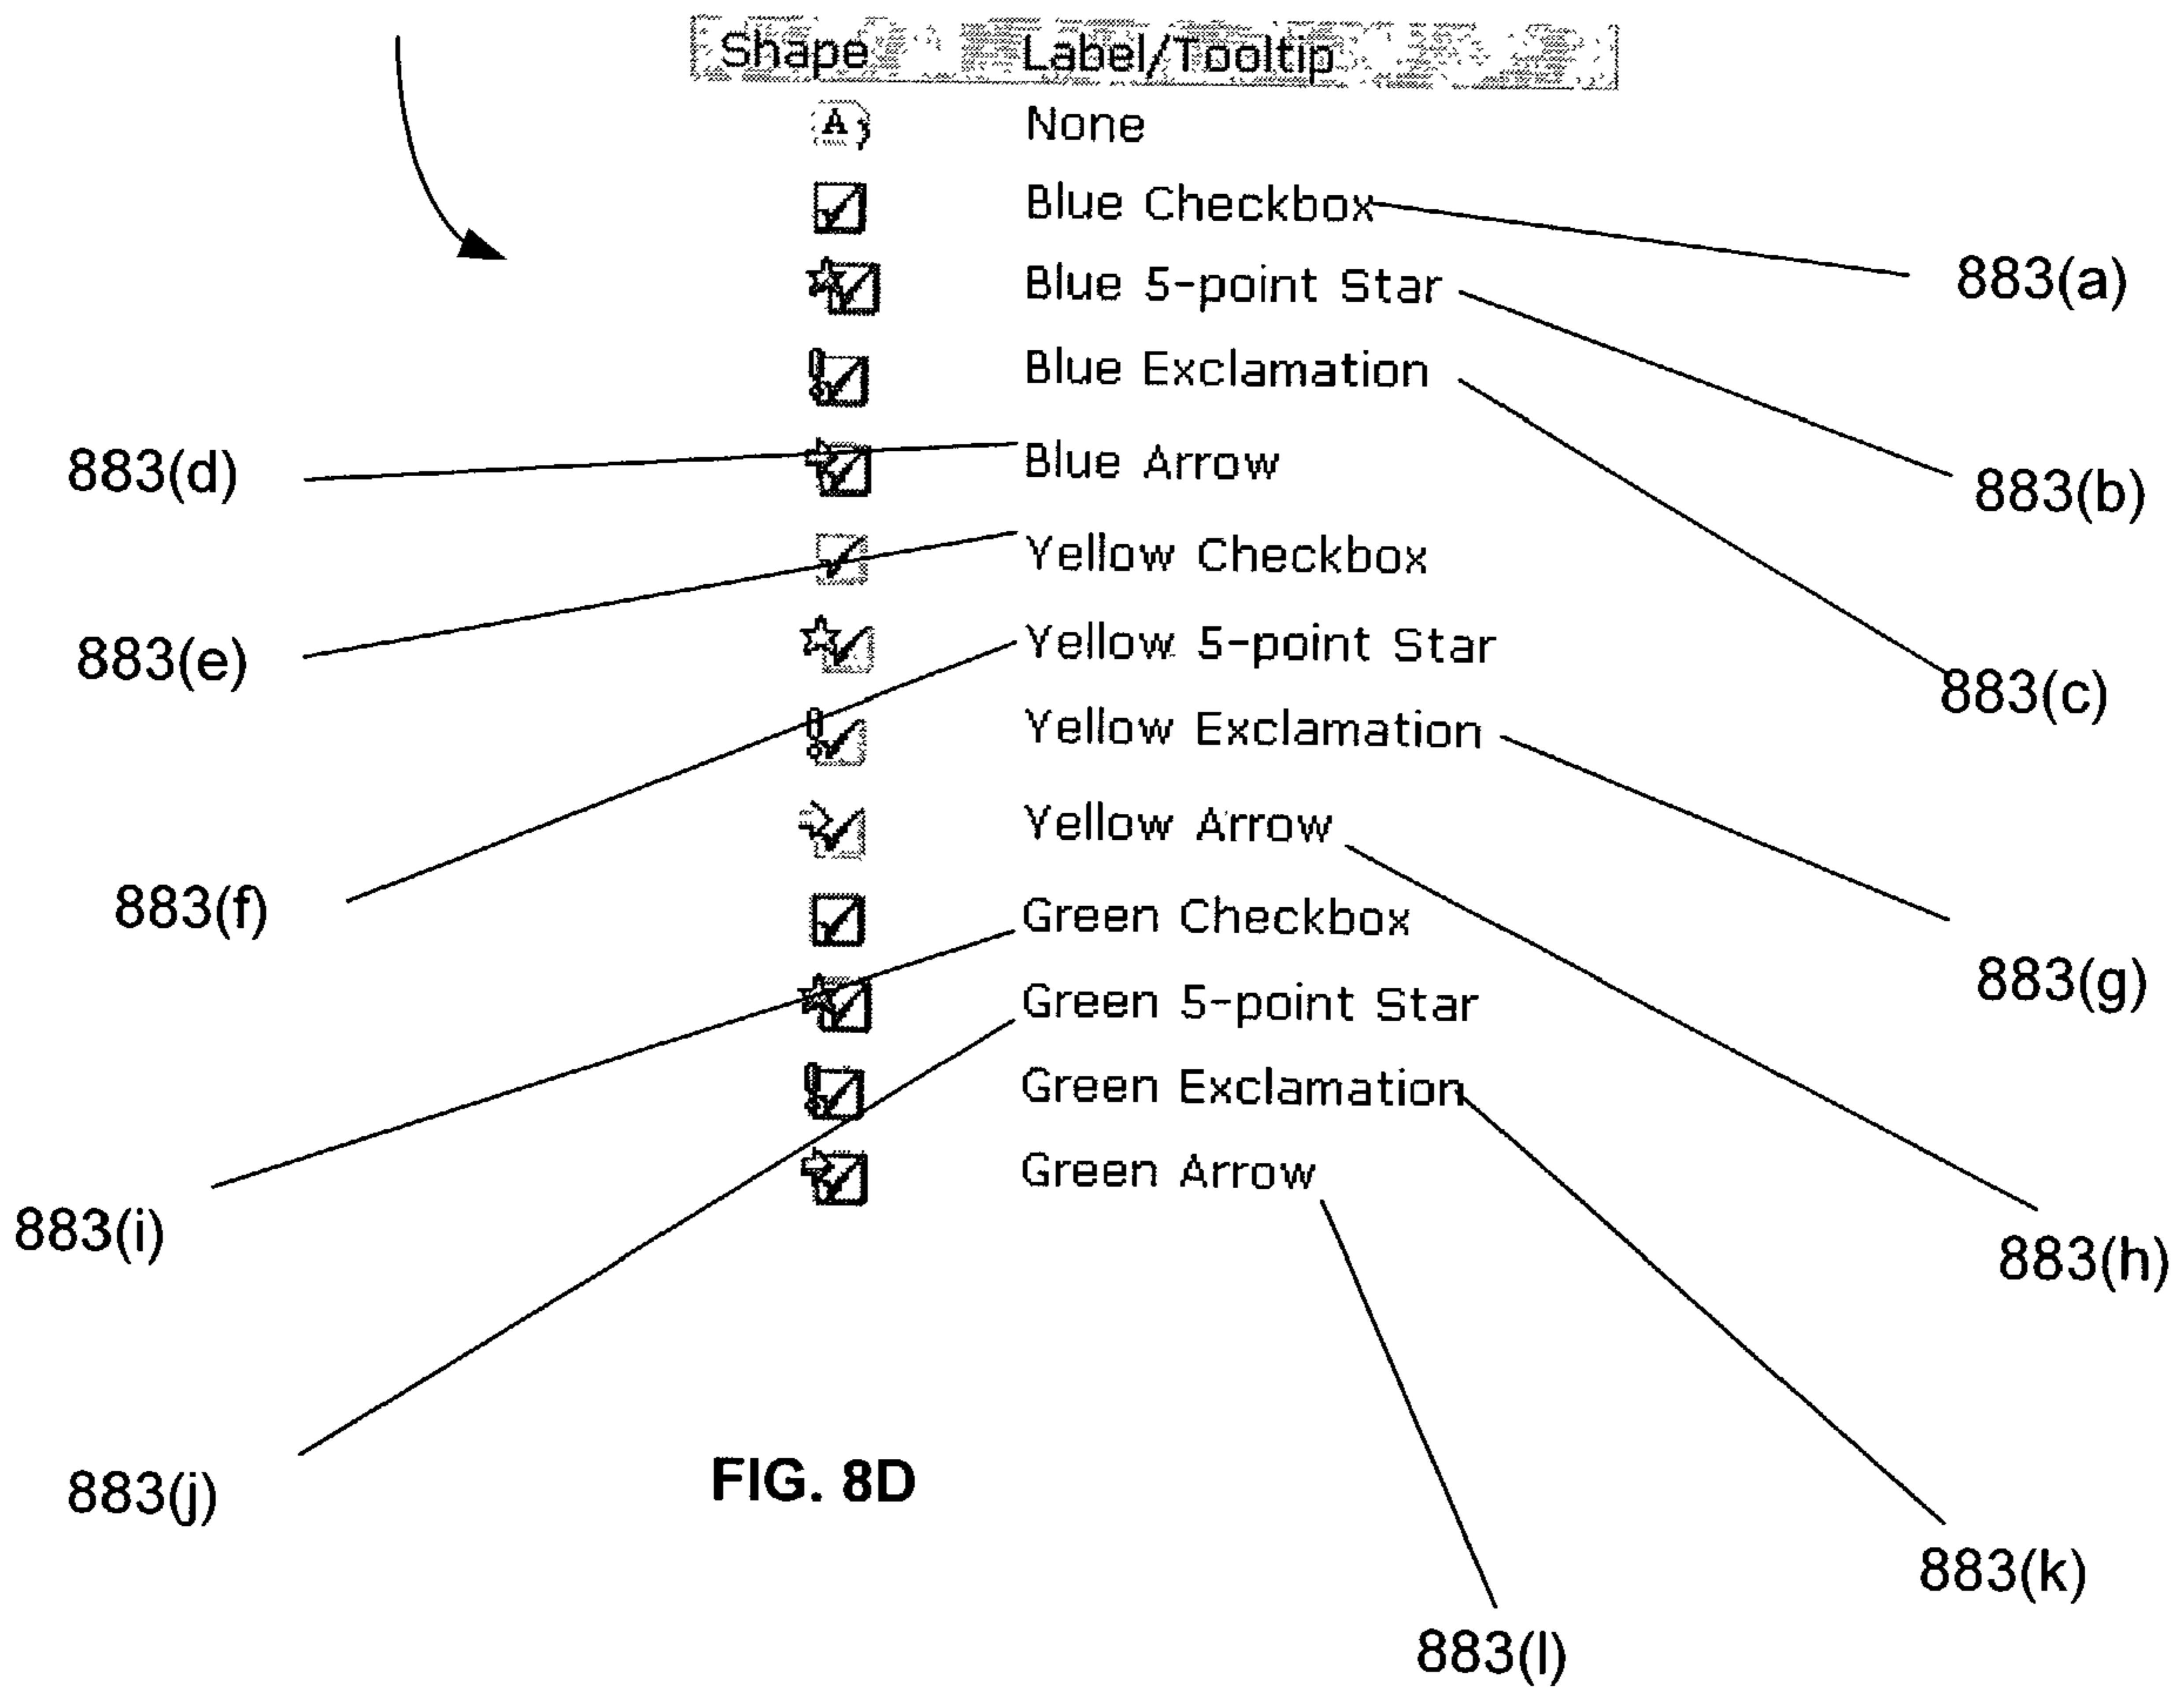 Shape Label/Tooltip
A None
Blue Checkbox
883(a)
Blue 5-point Star
883(b)
Blue Exclamation
883(c)
883(d)
Blue Arrow
883(e)
Yellow Checkbox
883(f)
Yellow 5-point Star
Yellow Exclamation
883(g)
Yellow Arrow
883(h)
Green Checkbox
883(i)
Green 5-point Star
883(j)
Green Exclamation
883(k)
Green Arrow
883(l)
FIG. 8D